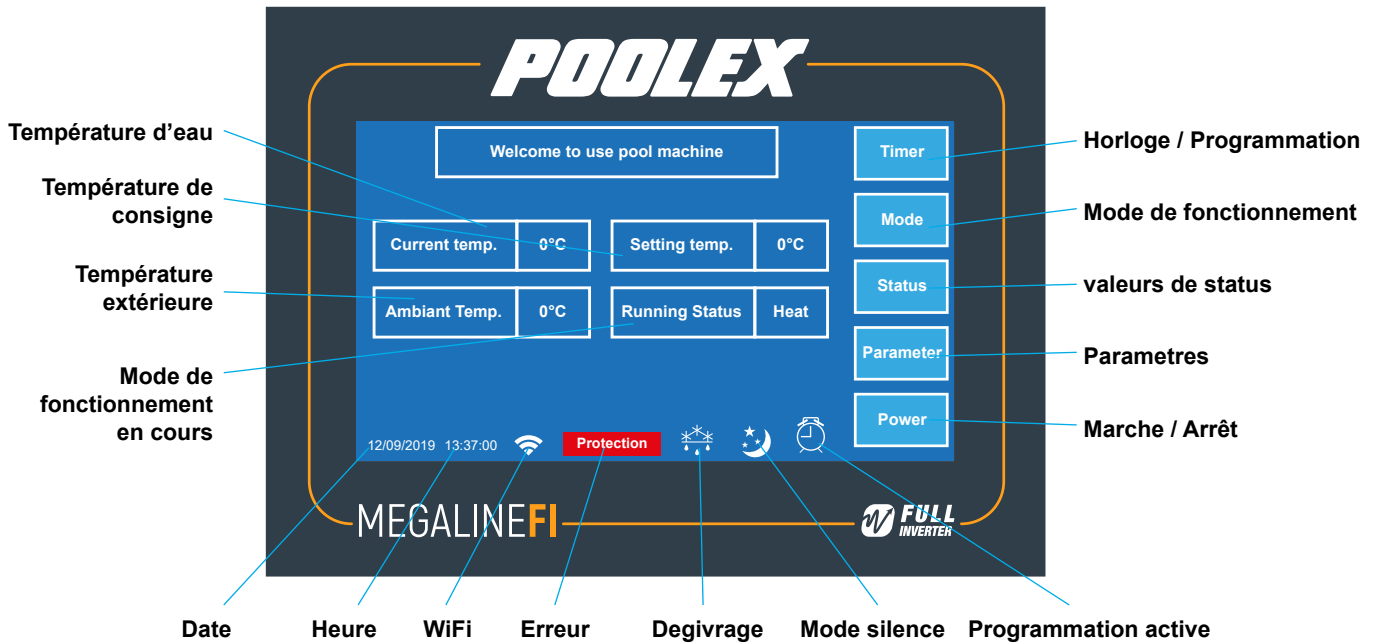 POOLEX
Température d'eau
Welcome to use pool machine
Timer
Horloge / Programmation
Température de
consigne
Mode
Mode de fonctionnement
Current temp. 0°C
Setting temp. 0°C
Température
extérieure
Status
valeurs de status
Ambiant Temp. 0°C
Running Status Heat
Parameter
Parametres
Mode de
fonctionnement
en cours
Power
Marche / Arrêt
12/09/2019 13:37:00
Protection
MEGALINEFI
FULL
INVERTER
Date
Heure
WiFi
Erreur
Degivrage
Mode silence
Programmation active